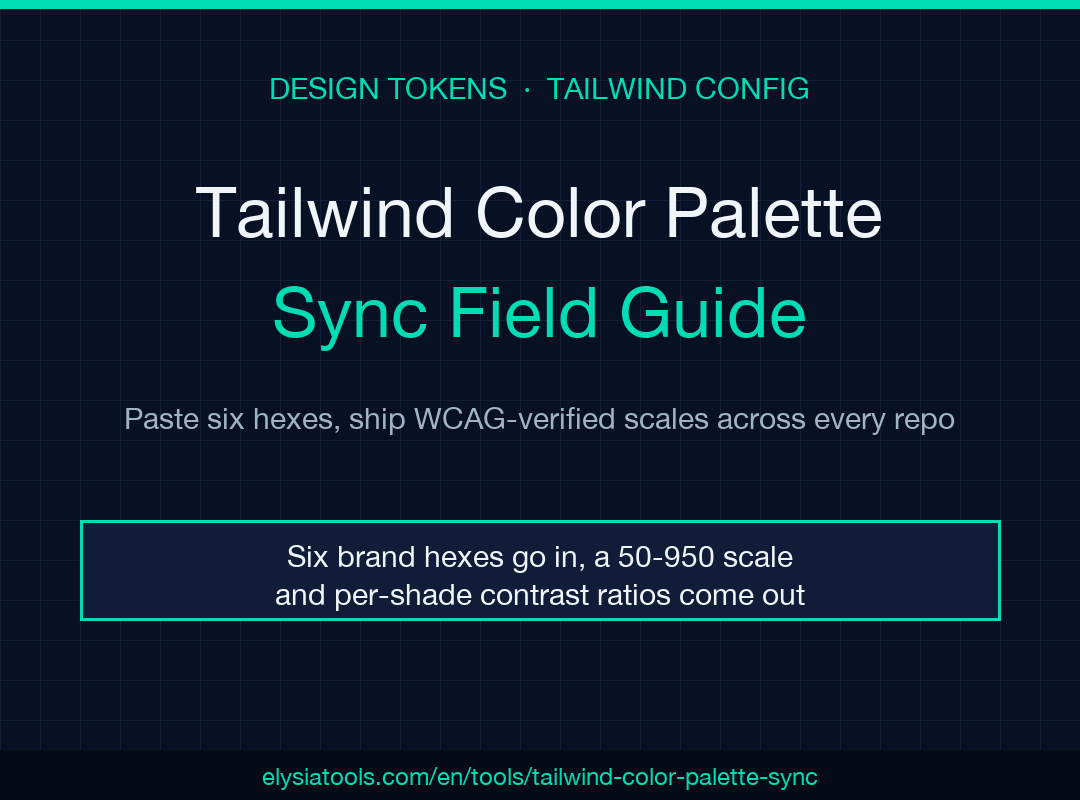 DESIGN TOKENS · TAILWIND CONFIG
Tailwind Color Palette
Sync Field Guide
Paste six hexes, ship WCAG-verified scales across every repo
Six brand hexes go in, a 50-950 scale
and per-shade contrast ratios come out
elysiatools.com/en/tools/tailwind-color-palette-sync